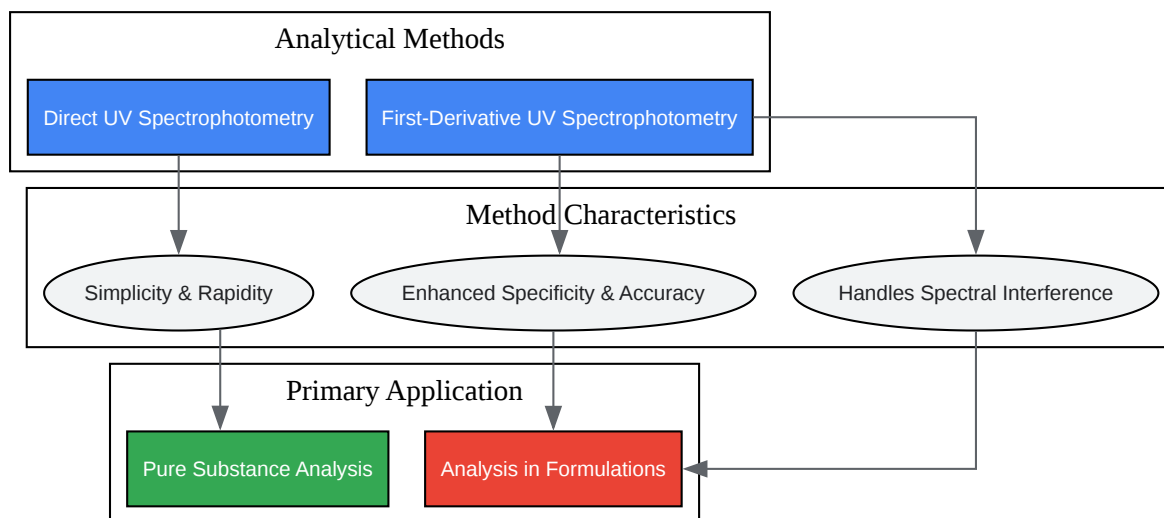 Analytical Methods
Direct UV Spectrophotometry
First-Derivative UV Spectrophotometry
Method Characteristics
Simplicity & Rapidity
Enhanced Specificity & Accuracy
Handles Spectral Interference
Primary Application
Pure Substance Analysis
Analysis in Formulations